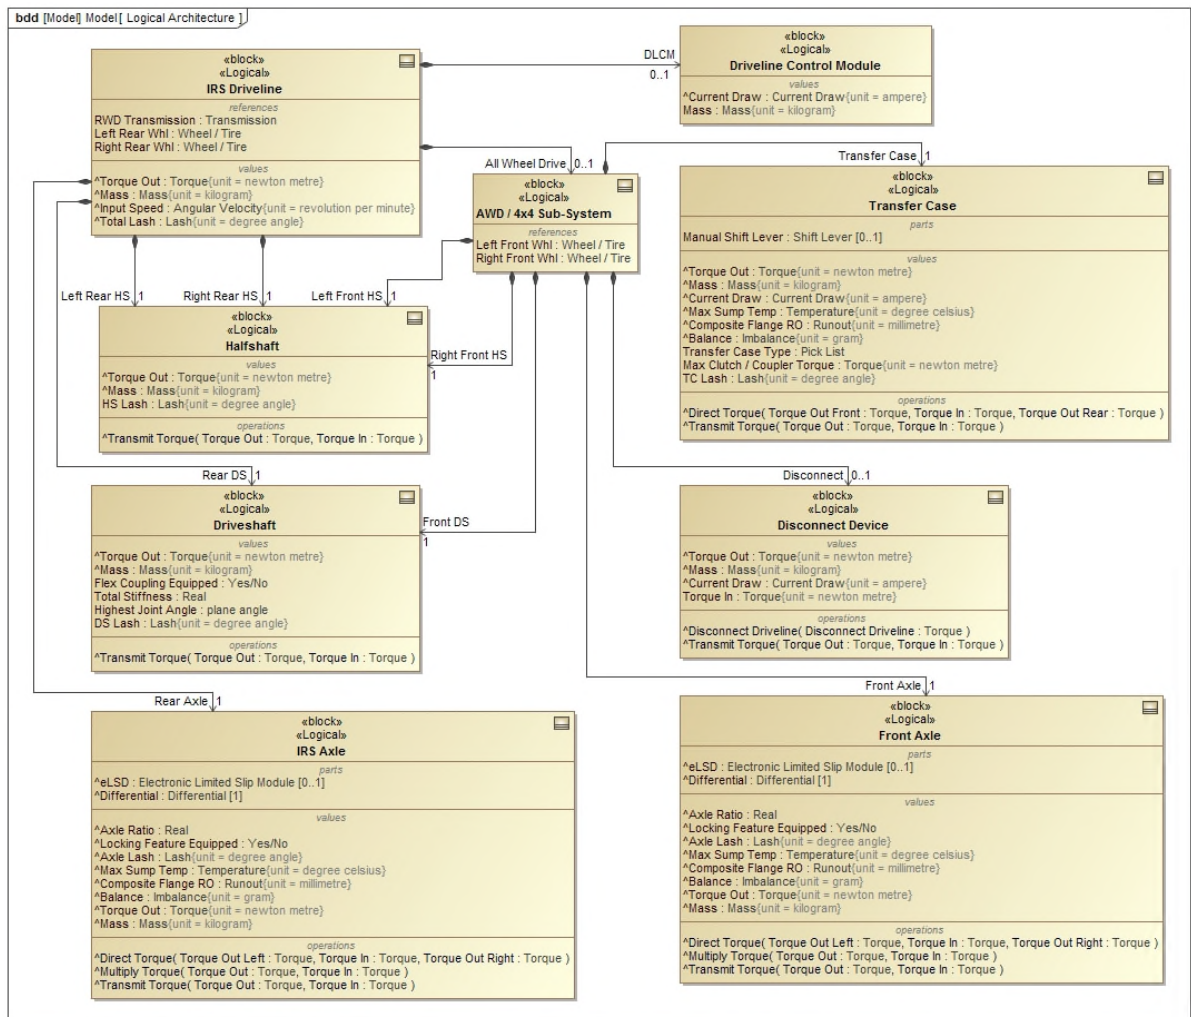 bdd [Model] Model[ Logical Architecture ]
«block»
«Logical»
IRS Driveline
references
RWD Transmission : Transmission
Left Rear Whl : Wheel / Tire
Right Rear Whl : Wheel / Tire
values
^Torque Out : Torque{unit = newton metre}
^Mass : Mass{unit = kilogram}
^Input Speed : Angular Velocity{unit = revolution per minute}
^Total Lash : Lash{unit = degree angle}
DLCM
0..1
«block»
«Logical»
Driveline Control Module
values
^Current Draw : Current Draw{unit = ampere}
Mass : Mass{unit = kilogram}
All Wheel Drive
0..1
«block»
«Logical»
AWD / 4x4 Sub-System
references
Left Front Whl : Wheel / Tire
Right Front Whl : Wheel / Tire
Transfer Case
1
«block»
«Logical»
Transfer Case
parts
Manual Shift Lever : Shift Lever [0..1]
values
^Torque Out : Torque{unit = newton metre}
^Mass : Mass{unit = kilogram}
^Current Draw : Current Draw{unit = ampere}
^Max Sump Temp : Temperature{unit = degree celsius}
^Composite Flange RO : Runout{unit = millimetre}
^Balance : Imbalance{unit = gram}
Transfer Case Type : Pick List
Max Clutch / Coupler Torque : Torque{unit = newton metre}
TC Lash : Lash{unit = degree angle}
operations
^Direct Torque( Torque Out Front : Torque, Torque In : Torque, Torque Out Rear : Torque )
^Transmit Torque( Torque Out : Torque, Torque In : Torque )
Left Rear HS
1
Right Rear HS
1
Left Front HS
1
Right Front HS
1
«block»
«Logical»
Halfshaft
values
^Torque Out : Torque{unit = newton metre}
^Mass : Mass{unit = kilogram}
HS Lash : Lash{unit = degree angle}
operations
^Transmit Torque( Torque Out : Torque, Torque In : Torque )
Rear DS
1
Front DS
1
«block»
«Logical»
Driveshaft
values
^Torque Out : Torque{unit = newton metre}
^Mass : Mass{unit = kilogram}
Flex Coupling Equipped : Yes/No
Total Stiffness : Real
Highest Joint Angle : plane angle
DS Lash : Lash{unit = degree angle}
operations
^Transmit Torque( Torque Out : Torque, Torque In : Torque )
Disconnect
0..1
«block»
«Logical»
Disconnect Device
values
^Torque Out : Torque{unit = newton metre}
^Mass : Mass{unit = kilogram}
^Current Draw : Current Draw{unit = ampere}
Torque In : Torque{unit = newton metre}
operations
^Disconnect Driveline( Disconnect Driveline : Torque )
^Transmit Torque( Torque Out : Torque, Torque In : Torque )
Rear Axle
1
«block»
«Logical»
IRS Axle
parts
^eLSD : Electronic Limited Slip Module [0..1]
^Differential : Differential [1]
values
^Axle Ratio : Real
^Locking Feature Equipped : Yes/No
^Axle Lash : Lash{unit = degree angle}
^Max Sump Temp : Temperature{unit = degree celsius}
^Composite Flange RO : Runout{unit = millimetre}
^Balance : Imbalance{unit = gram}
^Torque Out : Torque{unit = newton metre}
^Mass : Mass{unit = kilogram}
operations
^Direct Torque( Torque Out Left : Torque, Torque In : Torque, Torque Out Right : Torque )
^Multiply Torque( Torque Out : Torque, Torque In : Torque )
^Transmit Torque( Torque Out : Torque, Torque In : Torque )
Front Axle
1
«block»
«Logical»
Front Axle
parts
^eLSD : Electronic Limited Slip Module [0..1]
^Differential : Differential [1]
values
^Axle Ratio : Real
^Locking Feature Equipped : Yes/No
^Axle Lash : Lash{unit = degree angle}
^Max Sump Temp : Temperature{unit = degree celsius}
^Composite Flange RO : Runout{unit = millimetre}
^Balance : Imbalance{unit = gram}
^Torque Out : Torque{unit = newton metre}
^Mass : Mass{unit = kilogram}
operations
^Direct Torque( Torque Out Left : Torque, Torque In : Torque, Torque Out Right : Torque )
^Multiply Torque( Torque Out : Torque, Torque In : Torque )
^Transmit Torque( Torque Out : Torque, Torque In : Torque )